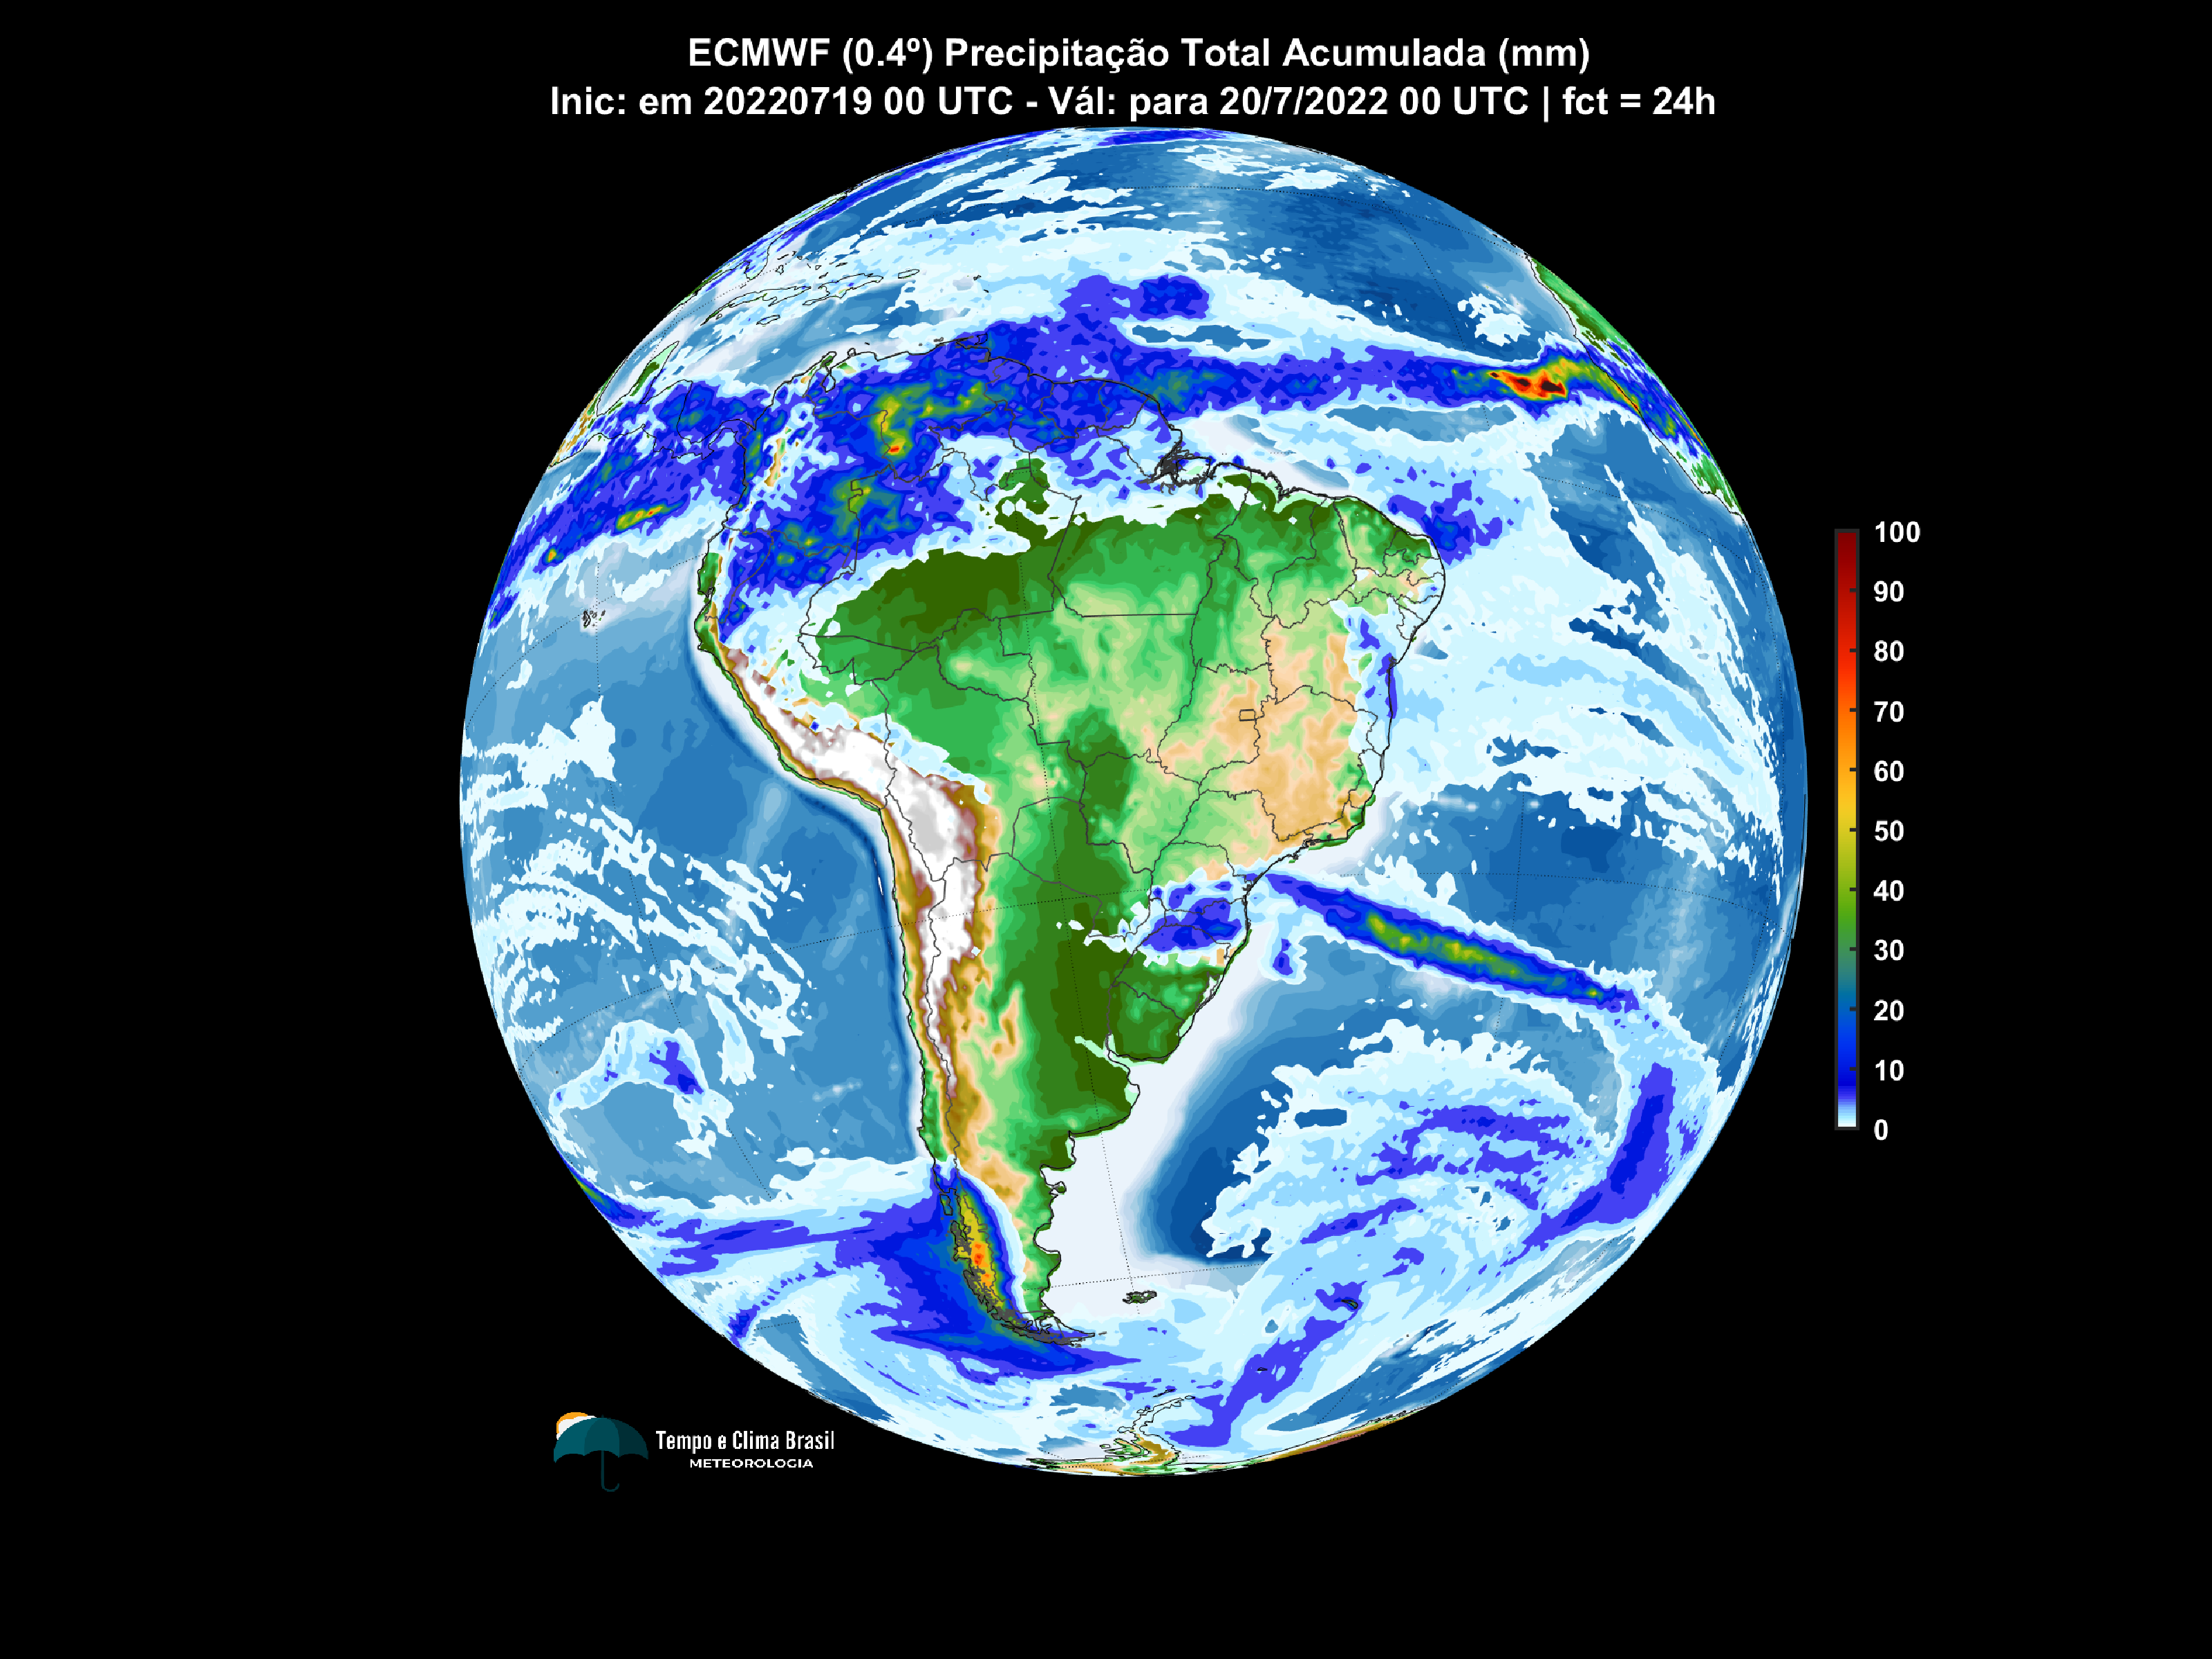 ECMWF (0.4º) Precipitação Total Acumulada (mm)
Inic: em 20220719 00 UTC - Vál: para 20/7/2022 00 UTC | fct = 24h
100
90
80
70
60
50
40
30
20
10
0
Tempo e Clima Brasil
METEOROLOGIA